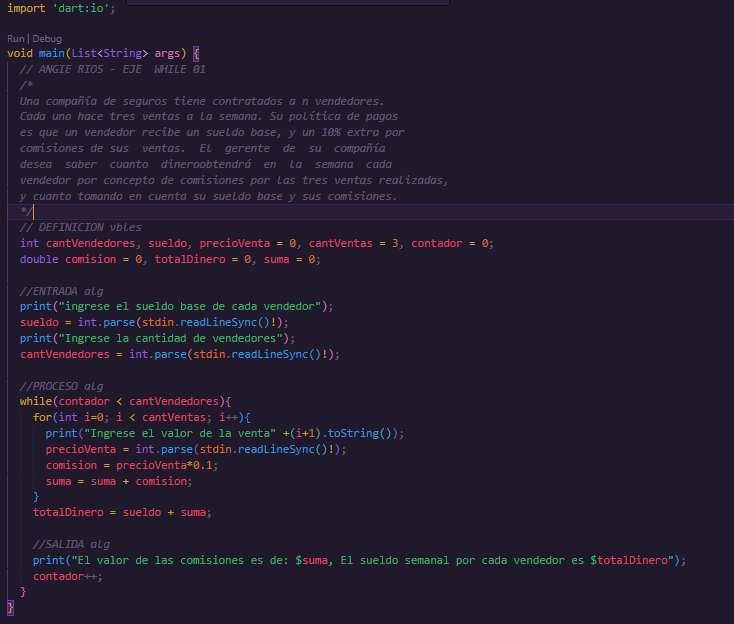 import 'dart:io';
Run | Debug
void main(List<String> args) {
// ANGIE RIOS - EJE  WHILE 01
/*
Una compañía de seguros tiene contratados a n vendedores.
Cada uno hace tres ventas a la semana. Su política de pagos
es que un vendedor recibe un sueldo base, y un 10% extra por
comisiones de sus  ventas.  El  gerente  de  su  compañía
desea  saber  cuanto  dineroobtendrá  en  la  semana  cada
vendedor por concepto de comisiones por las tres ventas realizadas,
y cuanto tomando en cuenta su sueldo base y sus comisiones.
*/
// DEFINICION vbles
int cantVendedores, sueldo, precioVenta = 0, cantVentas = 3, contador = 0;
double comision = 0, totalDinero = 0, suma = 0;
//ENTRADA alg
print("ingrese el sueldo base de cada vendedor");
sueldo = int.parse(stdin.readLineSync()!);
print("Ingrese la cantidad de vendedores");
cantVendedores = int.parse(stdin.readLineSync()!);
//PROCESO alg
while(contador < cantVendedores){
for(int i=0; i < cantVentas; i++){
print("Ingrese el valor de la venta" +(i+1).toString());
precioVenta = int.parse(stdin.readLineSync()!);
comision = precioVenta*0.1;
suma = suma + comision;
}
totalDinero = sueldo + suma;
//SALIDA alg
print("El valor de las comisiones es de: $suma, El sueldo semanal por cada vendedor es $totalDinero");
contador++;
}
}